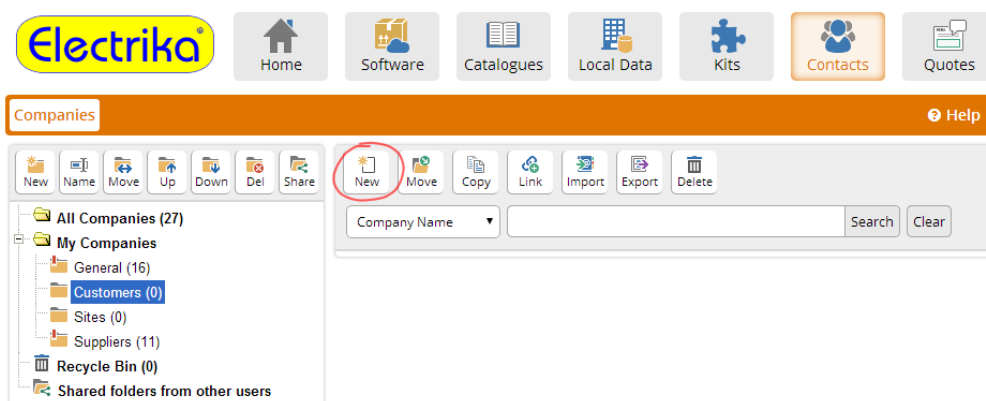 Electrika®
Home
Software
Catalogues
Local Data
Kits
Contacts
Quotes
Companies
? Help
New Name Move Up Down Del Share
New Move Copy Link Import Export Delete
Company Name Search Clear
All Companies (27)
My Companies
General (16)
Customers (0)
Sites (0)
Suppliers (11)
Recycle Bin (0)
Shared folders from other users